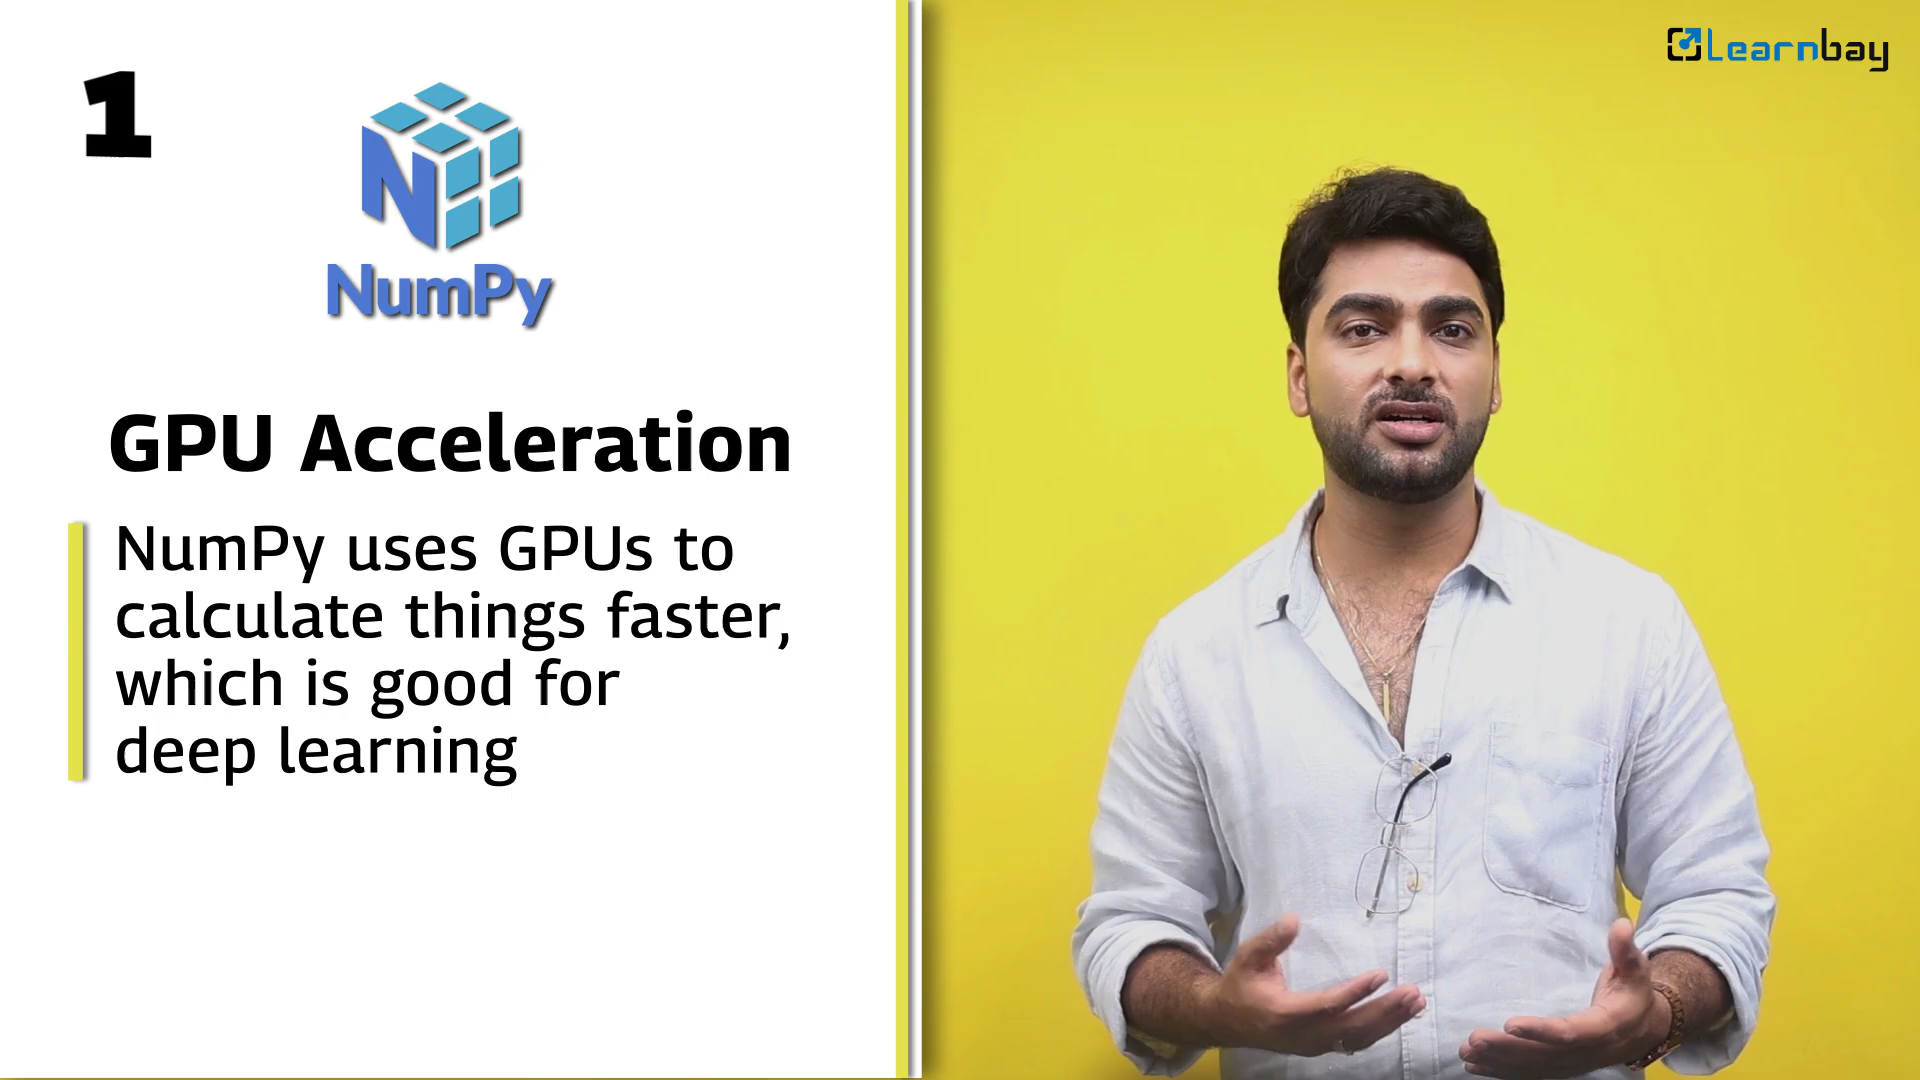 Learnbay
1
NumPy
GPU Acceleration
NumPy uses GPUs to
calculate things faster,
which is good for
deep learning